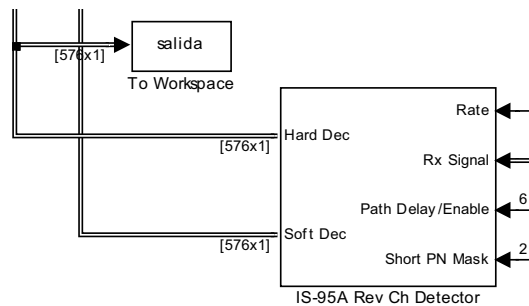 salida
[576x1]
To Workspace
Rate
Hard Dec
[576x1]
Rx Signal
6
Path Delay/Enable
Soft Dec
[576x1]
2
Short PN Mask
IS-95A Rev Ch Detector